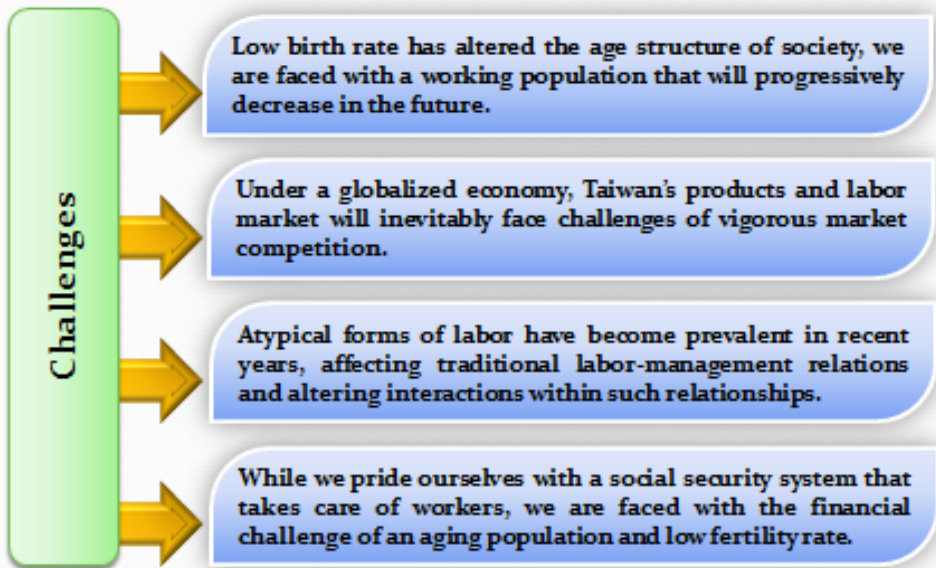 Challenges
Low birth rate has altered the age structure of society, we
are faced with a working population that will progressively
decrease in the future.
Under a globalized economy, Taiwan's products and labor
market will inevitably face challenges of vigorous market
competition.
Atypical forms of labor have become prevalent in recent
years, affecting traditional labor-management relations
and altering interactions within such relationships.
While we pride ourselves with a social security system that
takes care of workers, we are faced with the financial
challenge of an aging population and low fertility rate.